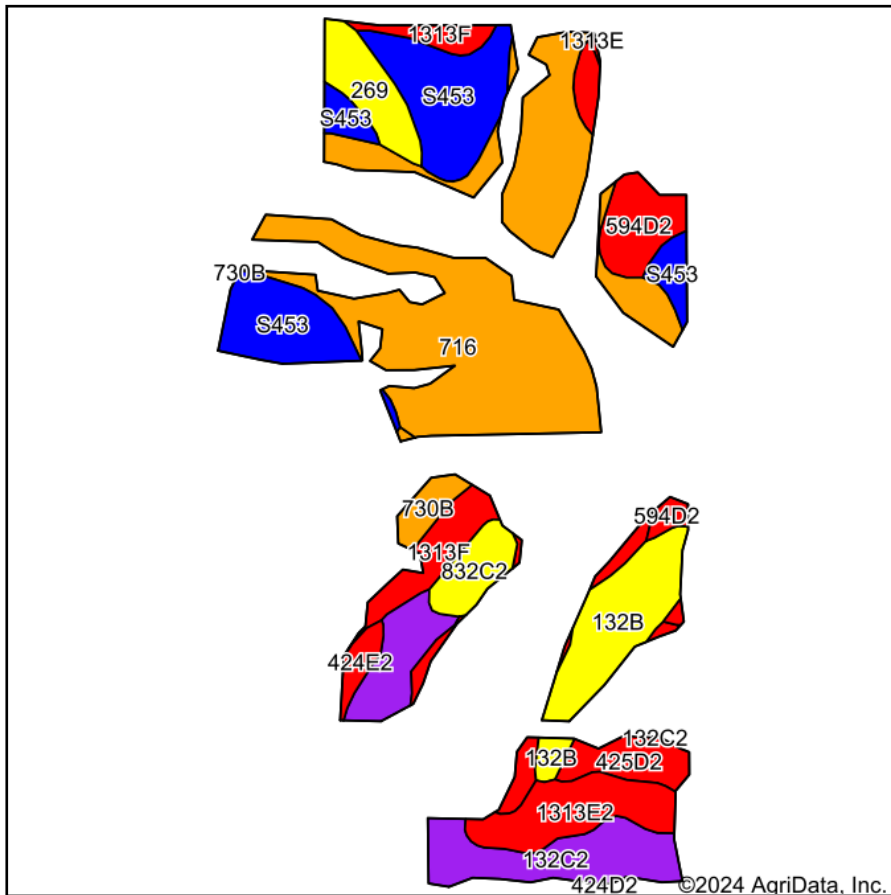 1313F
1313E
269
S453
S453
594D2
730B
S453
S453
716
730B
594D2
1313F
832C2
132B
424E2
132C2
132B
425D2
1313E2
132C2
424D2
©2024 AgriData, Inc.